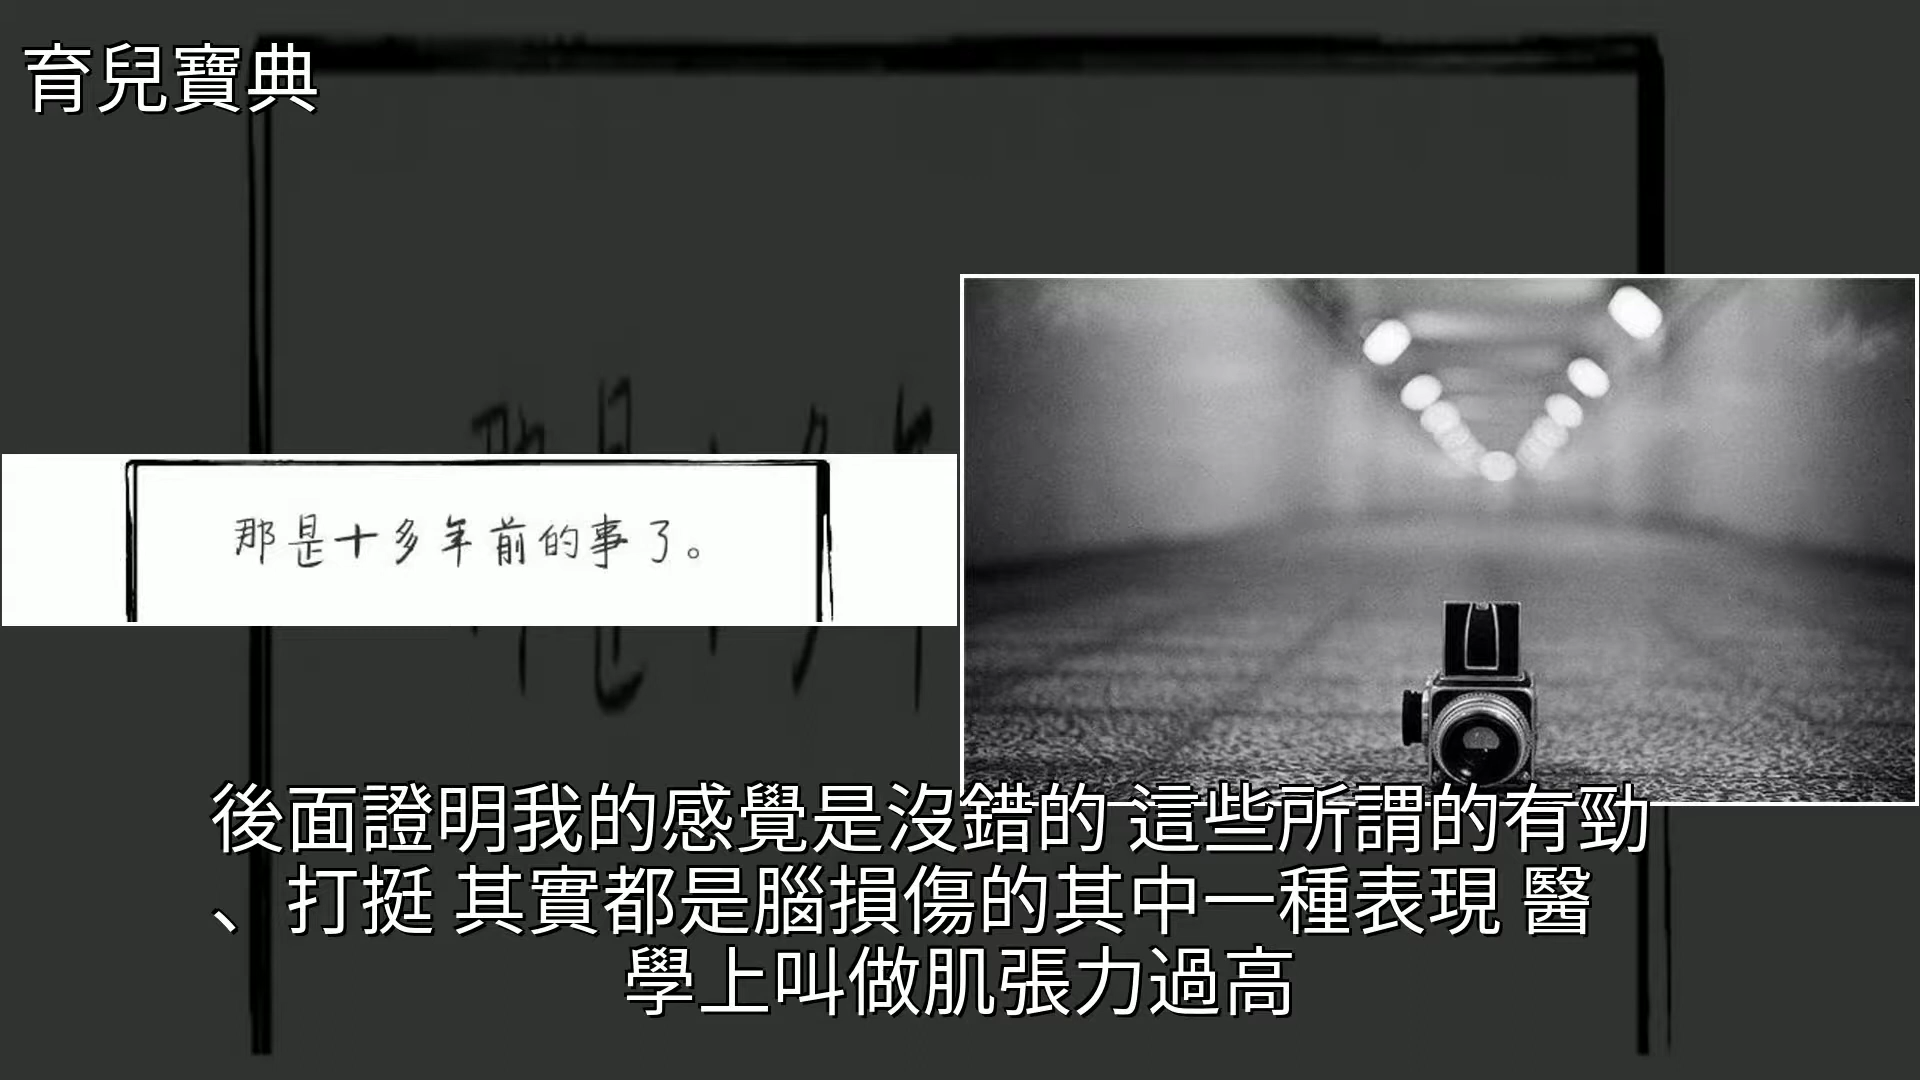 育兒寶典
那是十多年前的事了。
後面證明我的感覺是沒錯的 這些所謂的有勁
、打挺 其實都是腦損傷的其中一種表現 醫
學上叫做肌張力過高